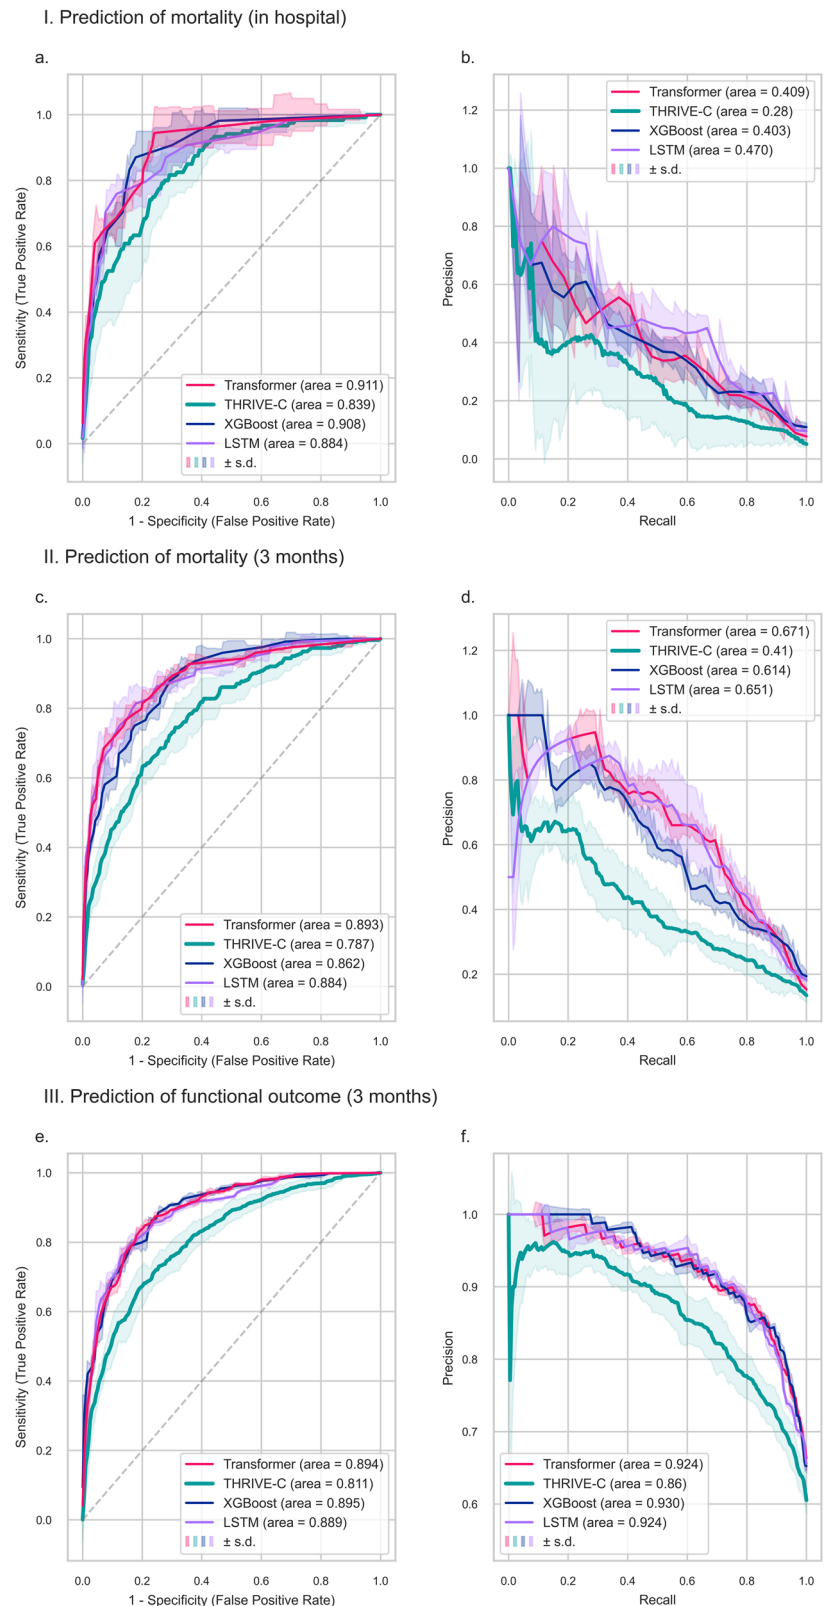 I. Prediction of mortality (in hospital)
a.
Sensitivity (True Positive Rate)
1.0
0.8
0.6
0.4
0.2
0.0
Transformer (area = 0.911)
THRIVE-C (area = 0.839)
XGBoost (area = 0.908)
LSTM (area = 0.884)
± s.d.
0.0 0.2 0.4 0.6 0.8 1.0
1 - Specificity (False Positive Rate)
b.
Precision
1.2
1.0
0.8
0.6
0.4
0.2
0.0
Transformer (area = 0.409)
THRIVE-C (area = 0.28)
XGBoost (area = 0.403)
LSTM (area = 0.470)
± s.d.
0.0 0.2 0.4 0.6 0.8 1.0
Recall
II. Prediction of mortality (3 months)
c.
Sensitivity (True Positive Rate)
1.0
0.8
0.6
0.4
0.2
0.0
Transformer (area = 0.893)
THRIVE-C (area = 0.787)
XGBoost (area = 0.862)
LSTM (area = 0.884)
± s.d.
0.0 0.2 0.4 0.6 0.8 1.0
1 - Specificity (False Positive Rate)
d.
Precision
1.2
1.0
0.8
0.6
0.4
0.2
Transformer (area = 0.671)
THRIVE-C (area = 0.41)
XGBoost (area = 0.614)
LSTM (area = 0.651)
± s.d.
0.0 0.2 0.4 0.6 0.8 1.0
Recall
III. Prediction of functional outcome (3 months)
e.
Sensitivity (True Positive Rate)
1.0
0.8
0.6
0.4
0.2
0.0
Transformer (area = 0.894)
THRIVE-C (area = 0.811)
XGBoost (area = 0.895)
LSTM (area = 0.889)
± s.d.
0.0 0.2 0.4 0.6 0.8 1.0
1 - Specificity (False Positive Rate)
f.
Precision
1.0
0.9
0.8
0.7
0.6
Transformer (area = 0.924)
THRIVE-C (area = 0.86)
XGBoost (area = 0.930)
LSTM (area = 0.924)
± s.d.
0.0 0.2 0.4 0.6 0.8 1.0
Recall